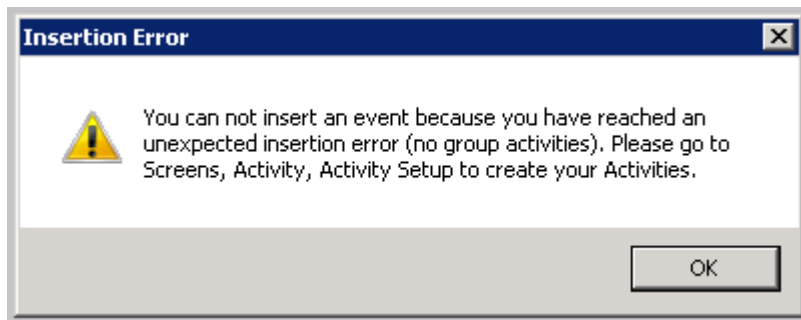 Insertion Error
You can not insert an event because you have reached an
unexpected insertion error (no group activities). Please go to
Screens, Activity, Activity Setup to create your Activities.
OK